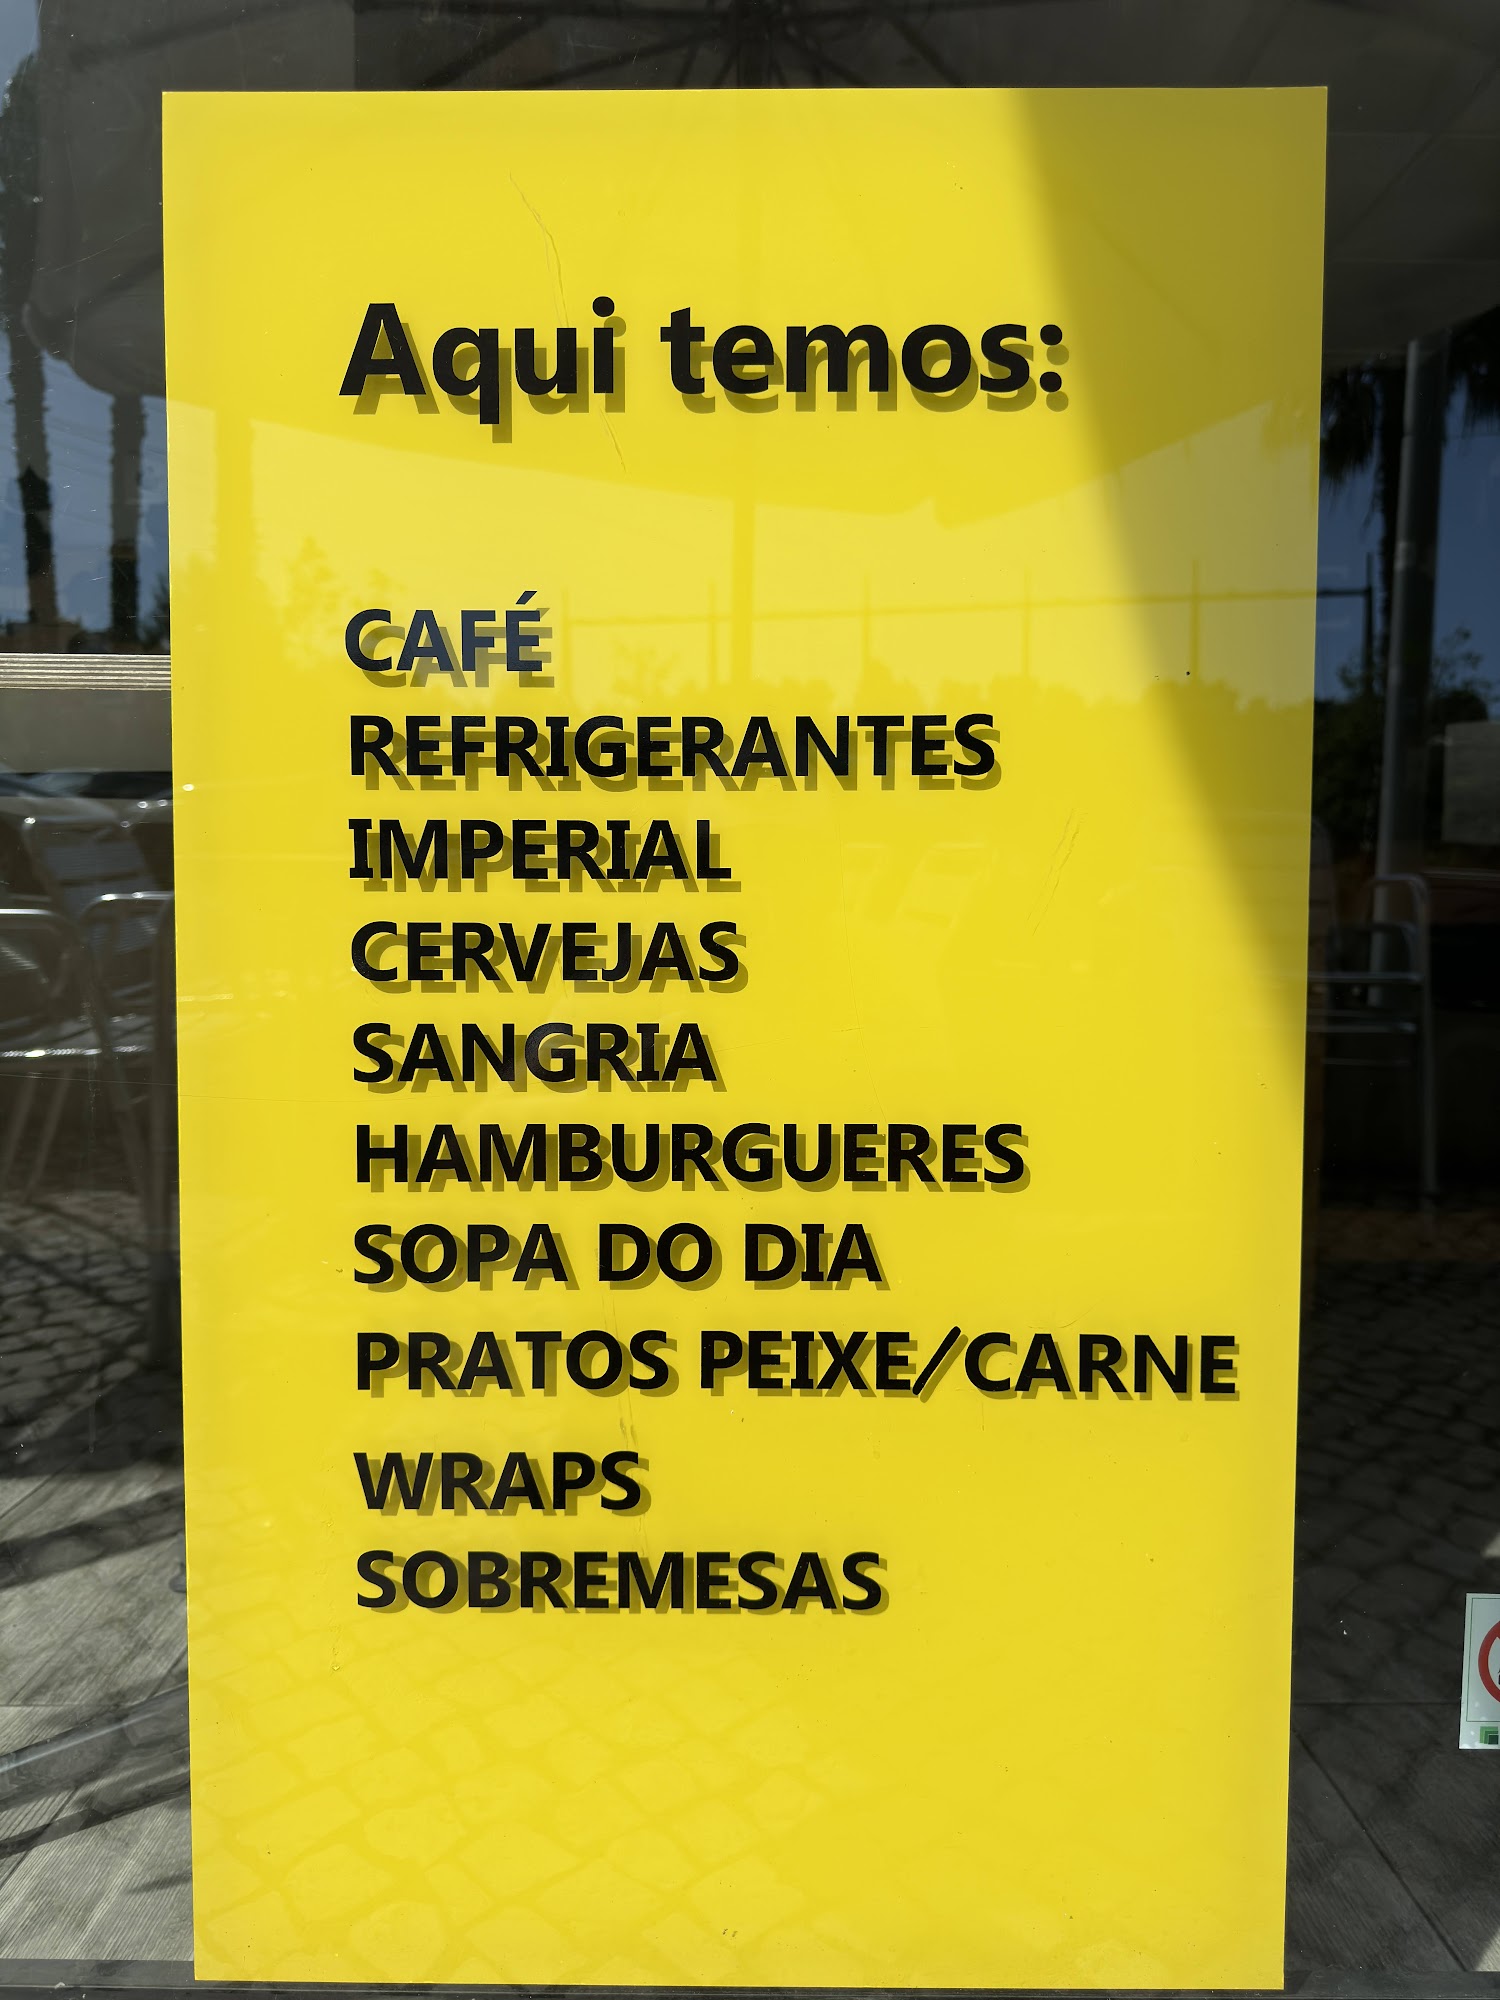 Aqui temos:
CAFÉ
REFRIGERANTES
IMPERIAL
CERVEJAS
SANGRIA
HAMBURGUERES
SOPA DO DIA
PRATOS PEIXE/CARNE
WRAPS
SOBREMESAS